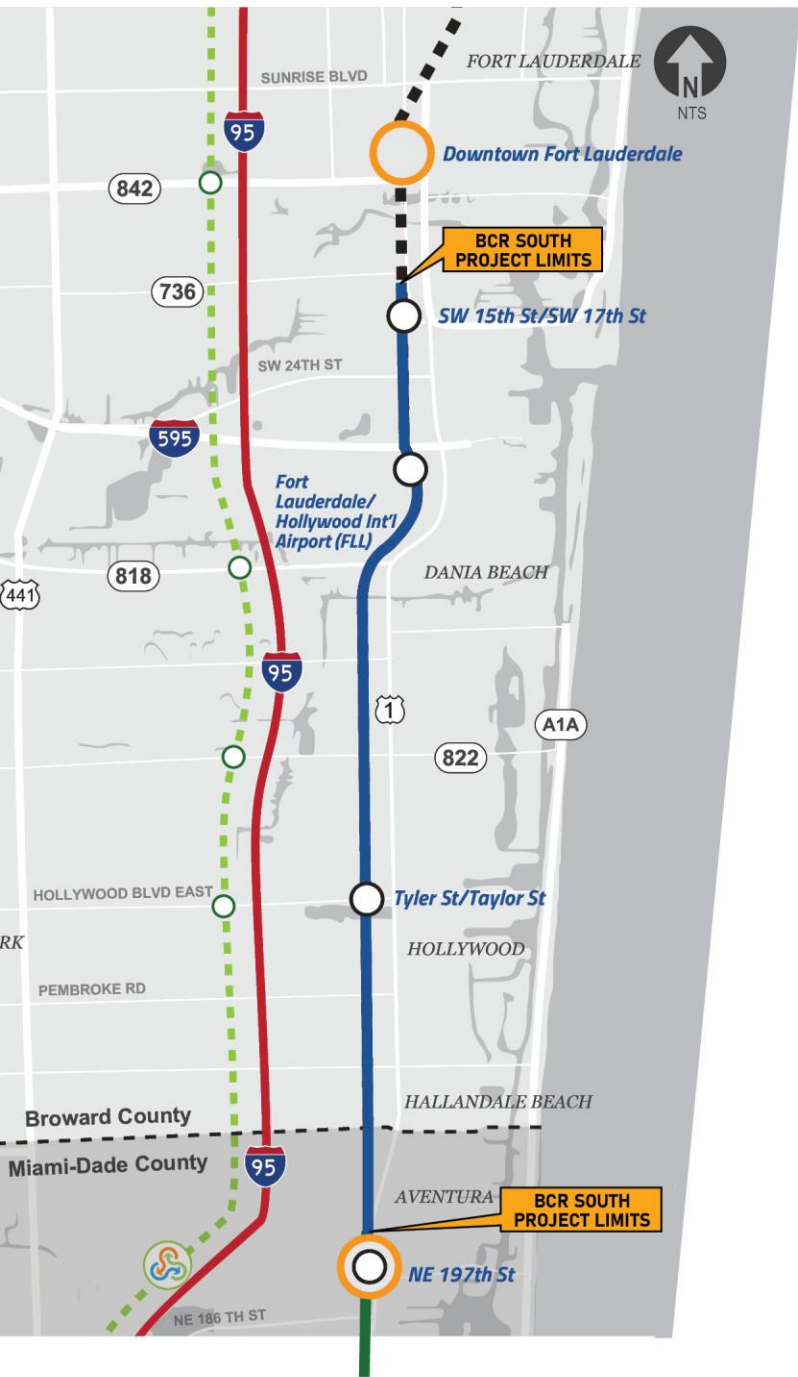 FORT LAUDERDALE
N
NTS
SUNRISE BLVD
95
Downtown Fort Lauderdale
842
BCR SOUTH
PROJECT LIMITS
736
SW 15th St/SW 17th St
SW 24TH ST
595
Fort
Lauderdale/
Hollywood Int'l
Airport (FLL)
818
DANIA BEACH
441
95
1
A1A
822
HOLLYWOOD BLVD EAST
Tyler St/Taylor St
RK
HOLLYWOOD
PEMBROKE RD
HALLANDALE BEACH
Broward County
Miami-Dade County
95
AVENTURA
BCR SOUTH
PROJECT LIMITS
NE 197th St
NE 186 TH ST